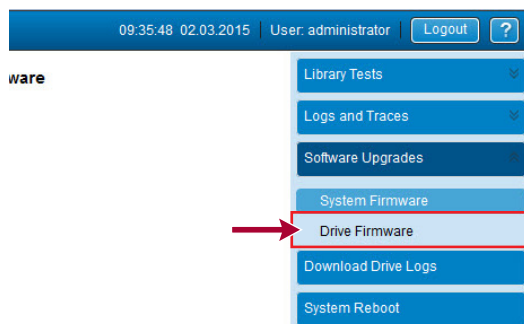 09:35:48 02.03.2015 User: administrator Logout ?
ware
Library Tests
Logs and Traces
Software Upgrades
System Firmware
Drive Firmware
Download Drive Logs
System Reboot